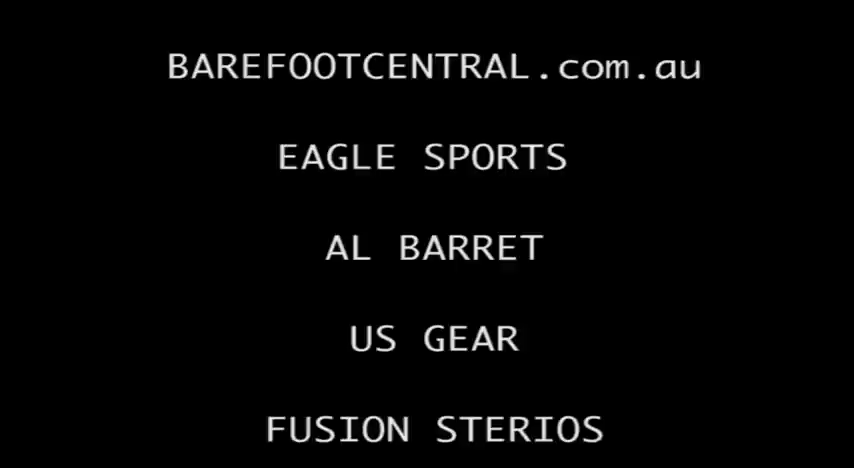 BAREFOOTCENTRAL.com.au
EAGLE SPORTS
AL BARRET
US GEAR
FUSION STERIOS